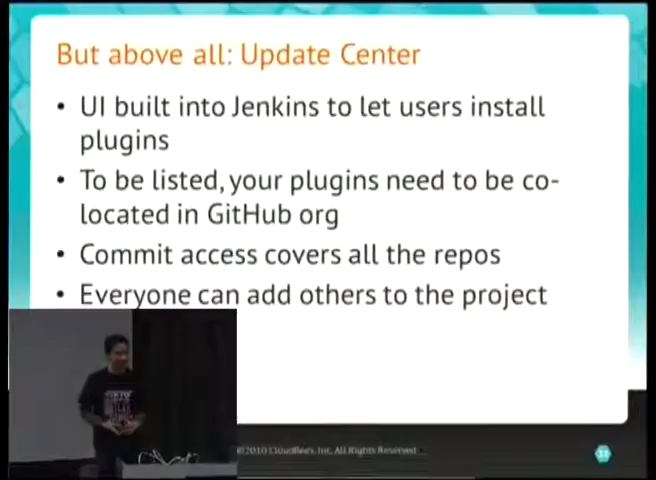 But above all: Update Center
• UI built into Jenkins to let users install
plugins
• To be listed, your plugins need to be co-
located in GitHub org
• Commit access covers all the repos
• Everyone can add others to the project
©2010 CloudBees, Inc. All Rights Reserved